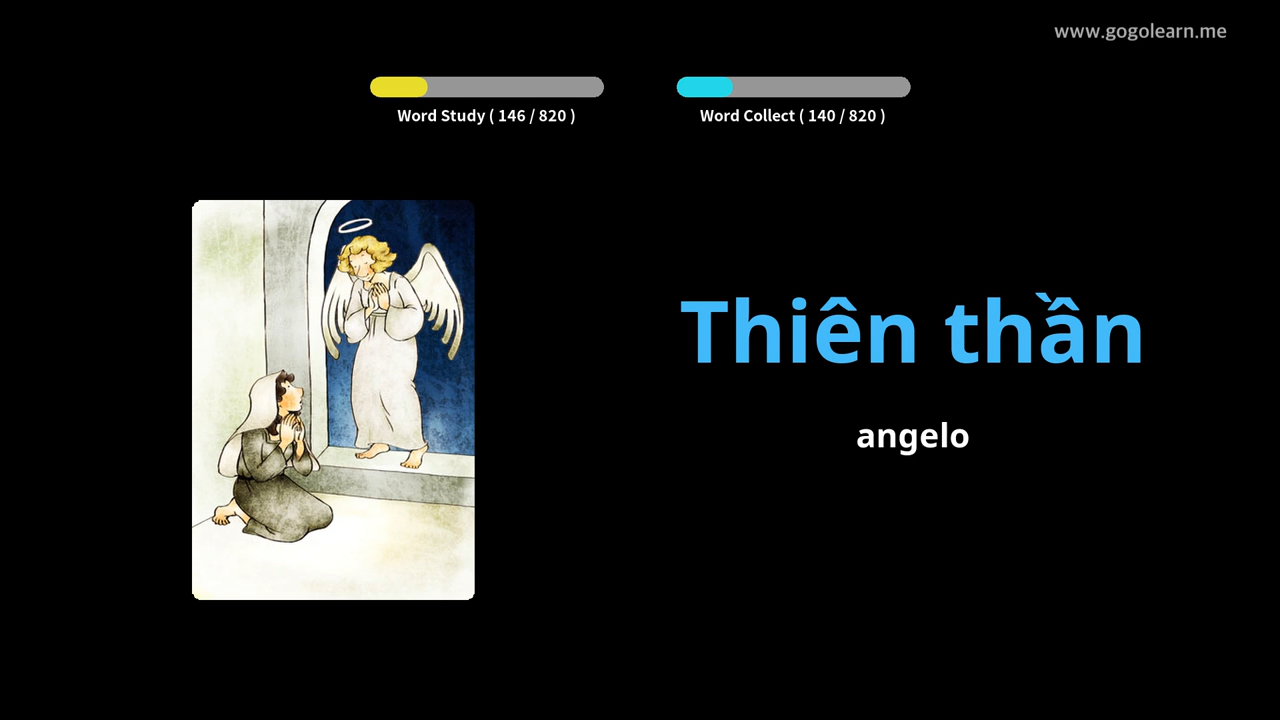 www.gogolearn.me
Word Study ( 146 / 820 )
Word Collect ( 140 / 820 )
Thiên thần
angelo